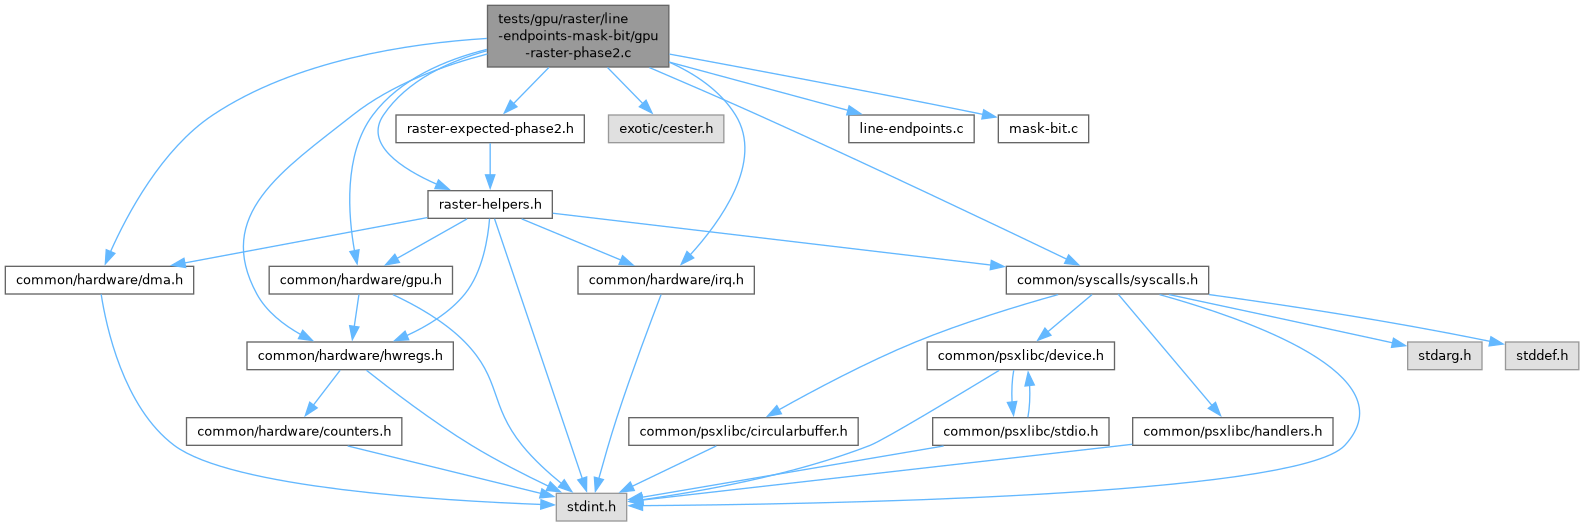 tests/gpu/raster/line
-endpoints-mask-bit/gpu
-raster-phase2.c
raster-expected-phase2.h
exotic/cester.h
line-endpoints.c
mask-bit.c
raster-helpers.h
common/hardware/dma.h
common/hardware/gpu.h
common/hardware/irq.h
common/syscalls/syscalls.h
common/hardware/hwregs.h
common/psxlibc/device.h
stdarg.h
stddef.h
common/hardware/counters.h
common/psxlibc/circularbuffer.h
common/psxlibc/stdio.h
common/psxlibc/handlers.h
stdint.h